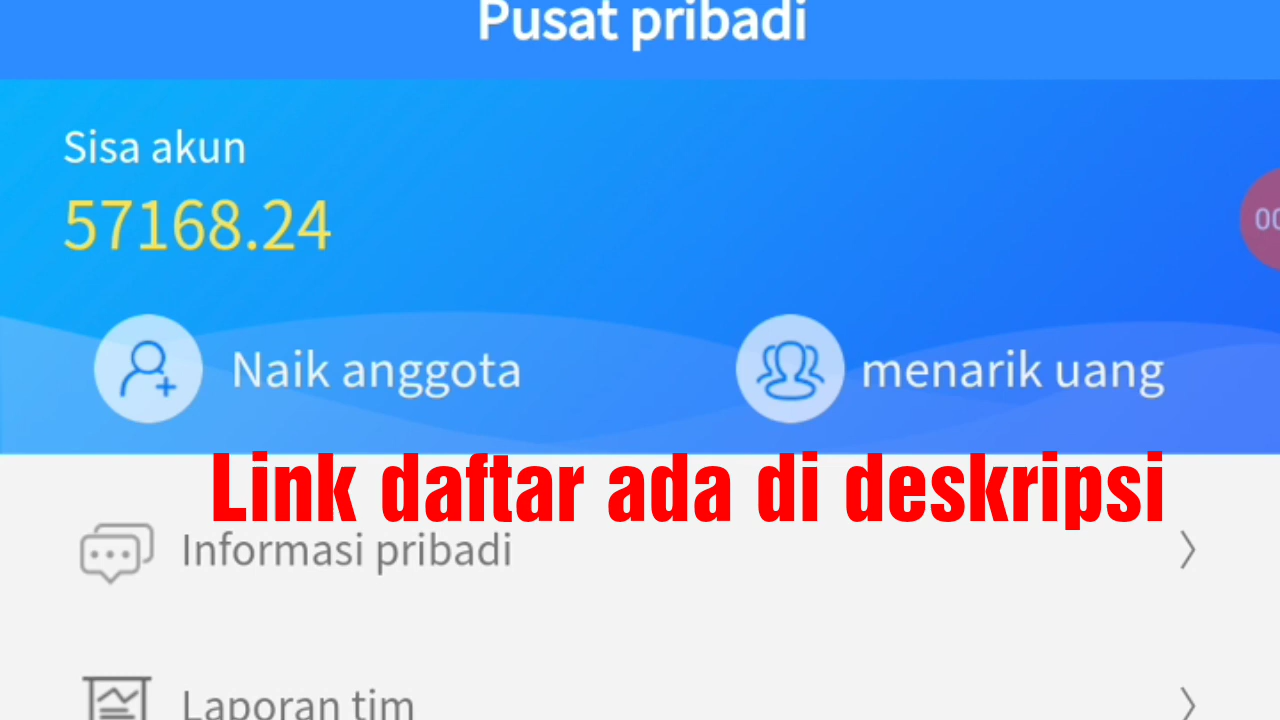 Pusat pribadi
Sisa akun
57168.24
00
Naik anggota
menarik uang
Link daftar ada di deskripsi
Informasi pribadi
Laporan tim